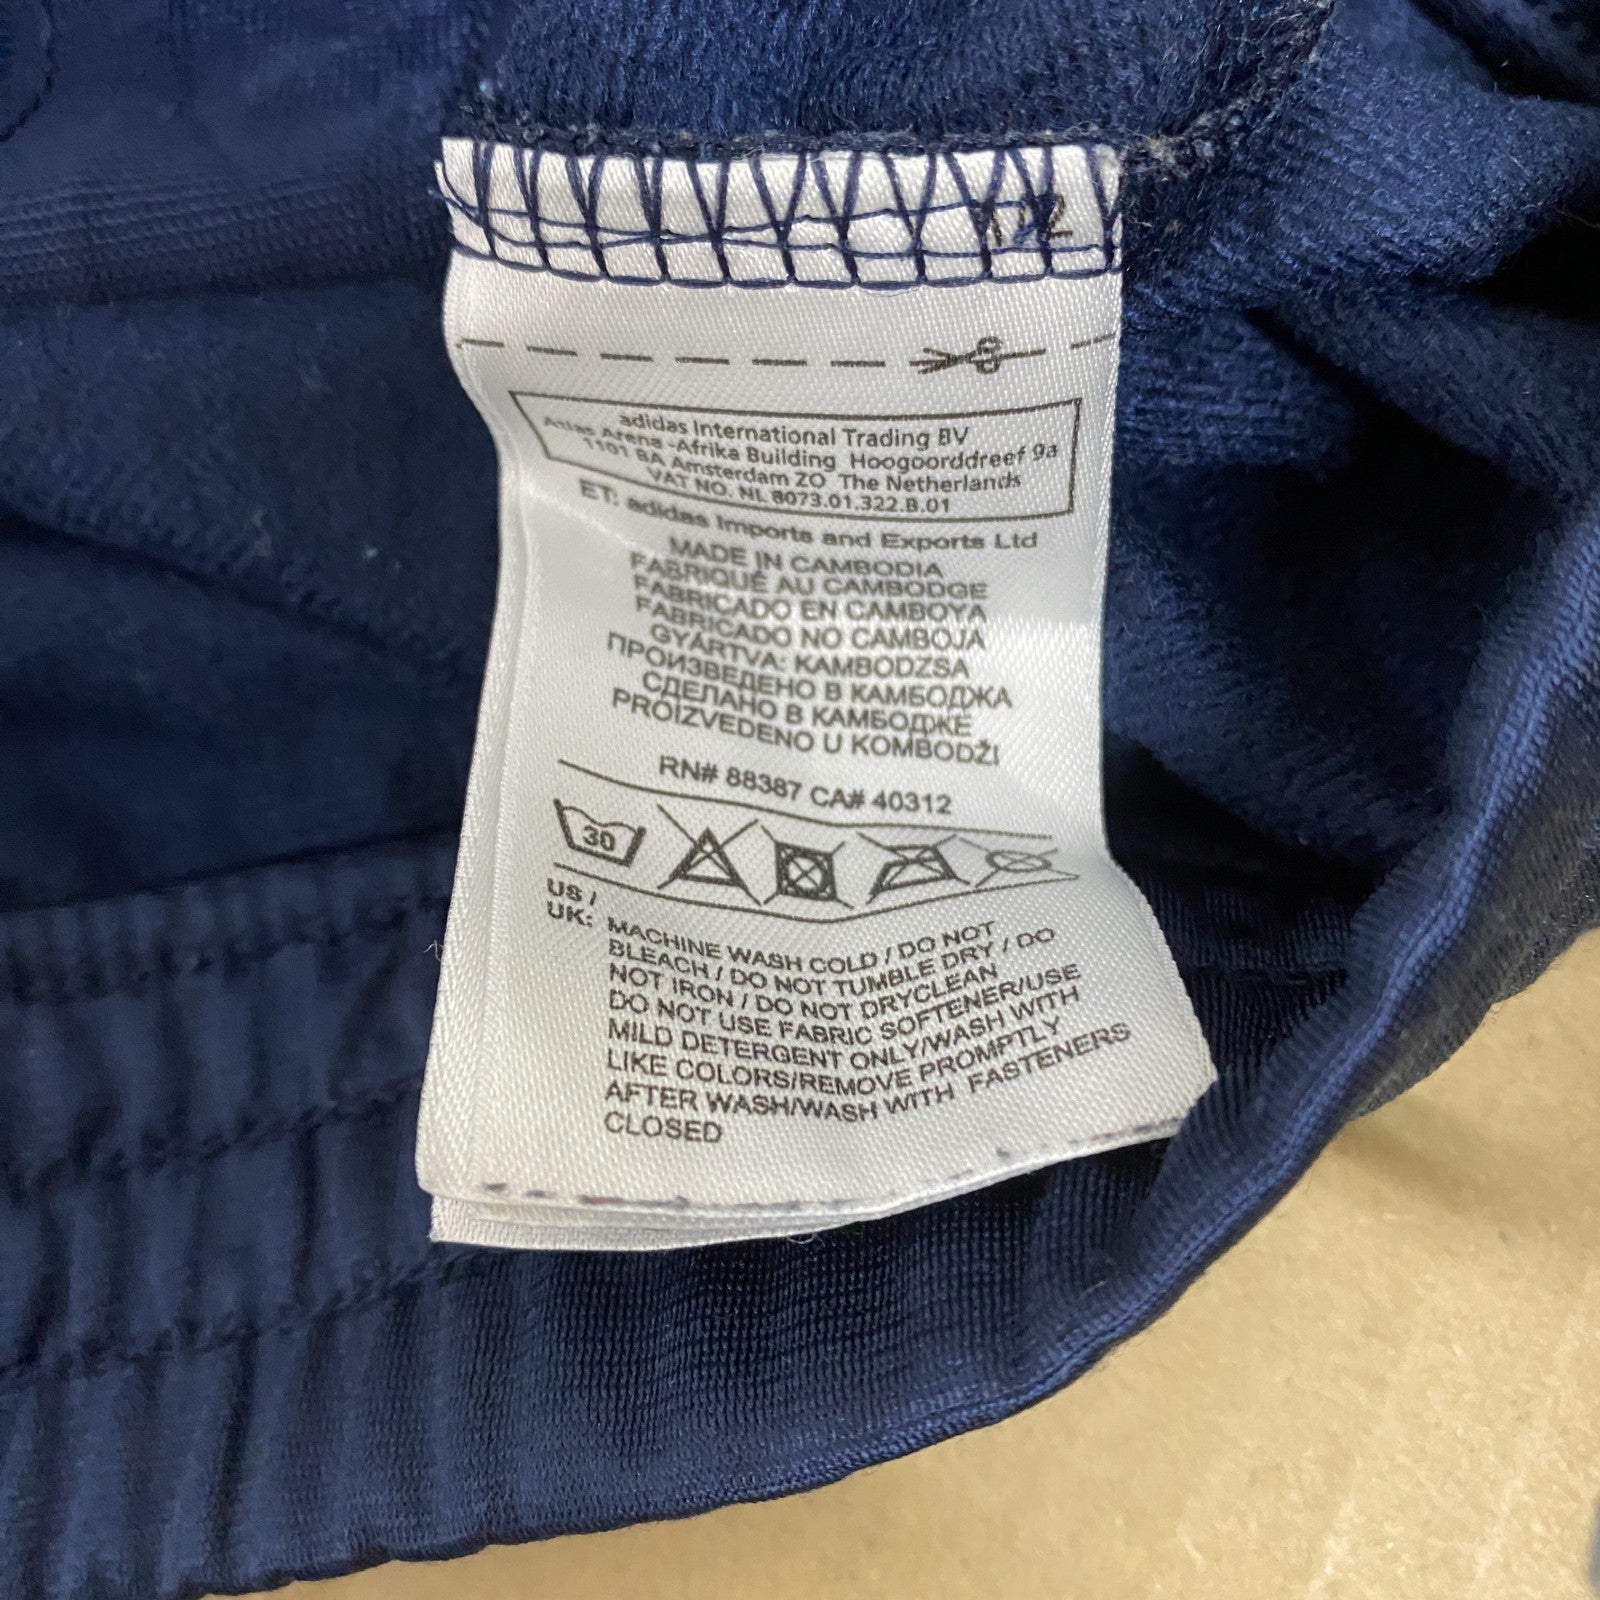 adidas International Trading BV
Atlas Arena -Afrika Building Hoogoorddreef 9a
1101 BA Amsterdam ZO The Netherlands
VAT NO. NL 8073.01.322.B.01
ET: adidas Imports and Exports Ltd
MADE IN CAMBODIA
FABRIQUÉ AU CAMBODGE
FABRICADO EN CAMBOYA
FABRICADO NO CAMBOJA
GYÁRTVA: KAMBODZSA
ПРОИЗВЕДЕНО В КАМБОДЖА
СДЕЛАНО В КАМБОДЖЕ
PROIZVEDENO U KOMBODŽI
RN# 88387 CA# 40312
30
US /
UK: MACHINE WASH COLD / DO NOT
BLEACH / DO NOT TUMBLE DRY / DO
NOT IRON / DO NOT DRYCLEAN
DO NOT USE FABRIC SOFTENER/USE
MILD DETERGENT ONLY/WASH WITH
LIKE COLORS/REMOVE PROMPTLY
AFTER WASH/WASH WITH FASTENERS
CLOSED